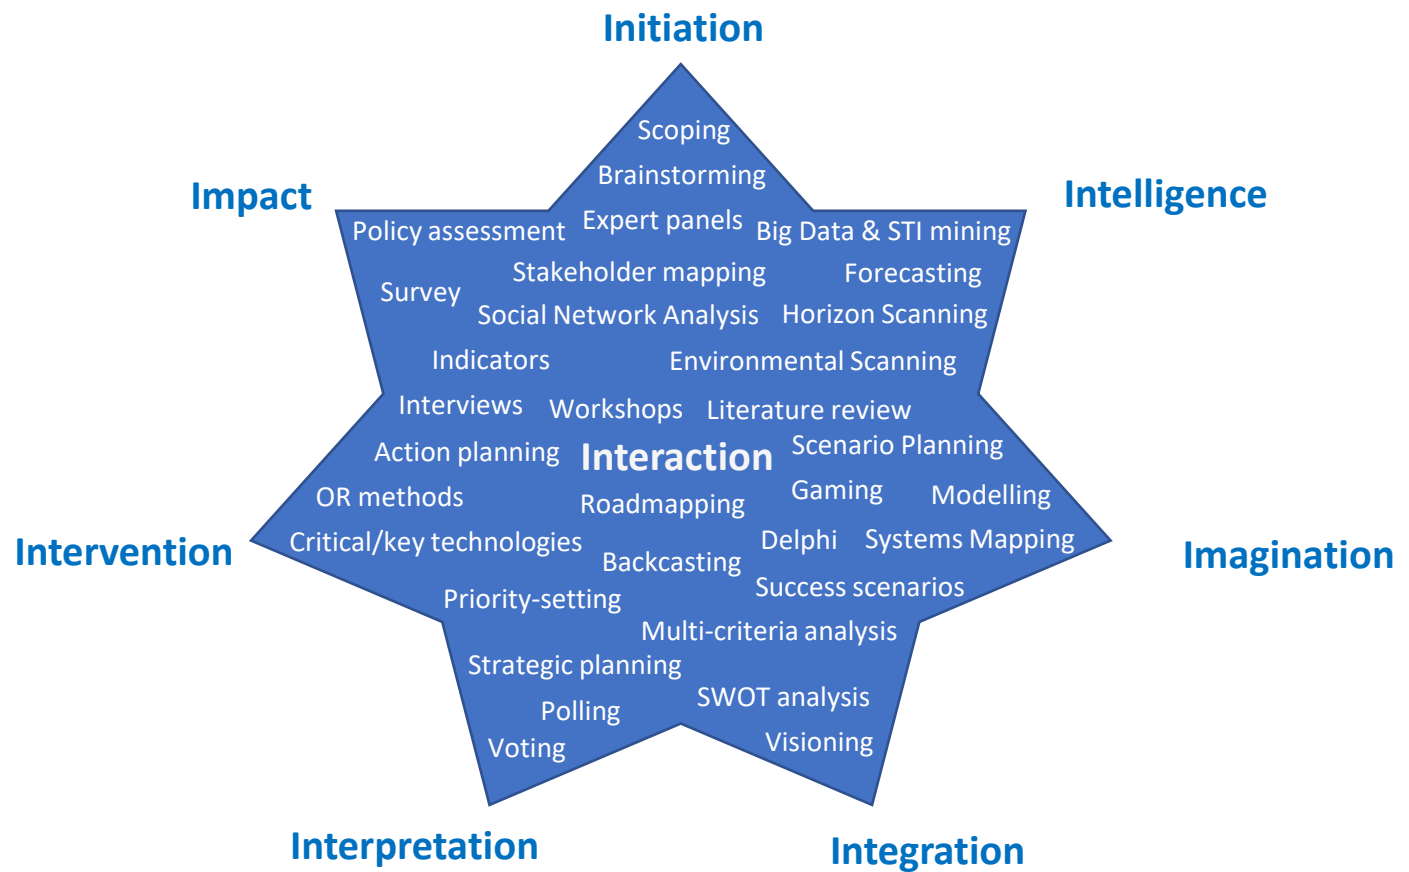 Initiation
Scoping
Brainstorming
Impact
Intelligence
Policy assessment
Expert panels
Big Data & STI mining
Stakeholder mapping
Forecasting
Survey
Social Network Analysis
Horizon Scanning
Indicators
Environmental Scanning
Interviews
Workshops
Literature review
Action planning
Interaction
Scenario Planning
OR methods
Roadmapping
Gaming
Modelling
Intervention
Critical/key technologies
Backcasting
Delphi
Systems Mapping
Imagination
Priority-setting
Success scenarios
Multi-criteria analysis
Strategic planning
SWOT analysis
Polling
Voting
Visioning
Interpretation
Integration